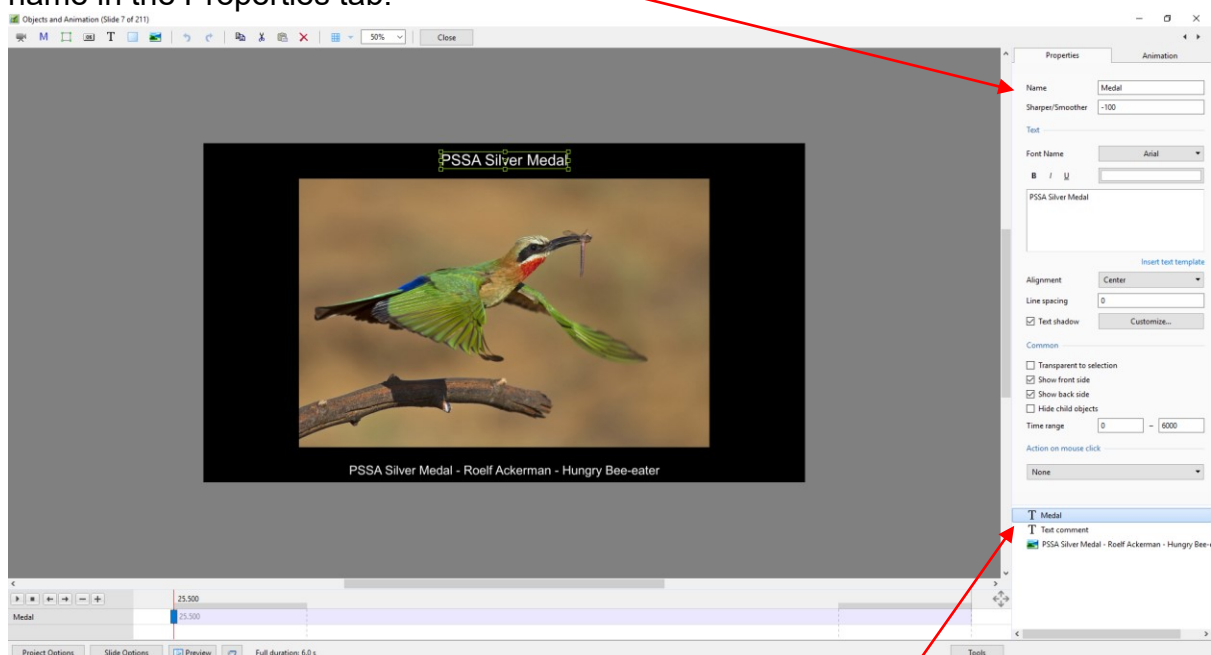 name in the Properties tab.
Objects and Animation (Slide 7 of 211)
M OK T 50% Close
Properties Animation
Name Medal
Sharper/Smoother -100
Text
Font Name Arial
B I U
PSSA Silver Medal
Insert text template
Alignment Center
Line spacing 0
Text shadow Customize...
Common
Transparent to selection
Show front side
Show back side
Hide child objects
Time range 0 – 6000
Action on mouse click
None
PSSA Silver Medal
PSSA Silver Medal - Roelf Ackerman - Hungry Bee-eater
T Medal
T Text comment
PSSA Silver Medal - Roelf Ackerman - Hungry Bee-e
25.500
Medal 25.500
Project Options Slide Options Preview Full duration: 6.0 s Tools